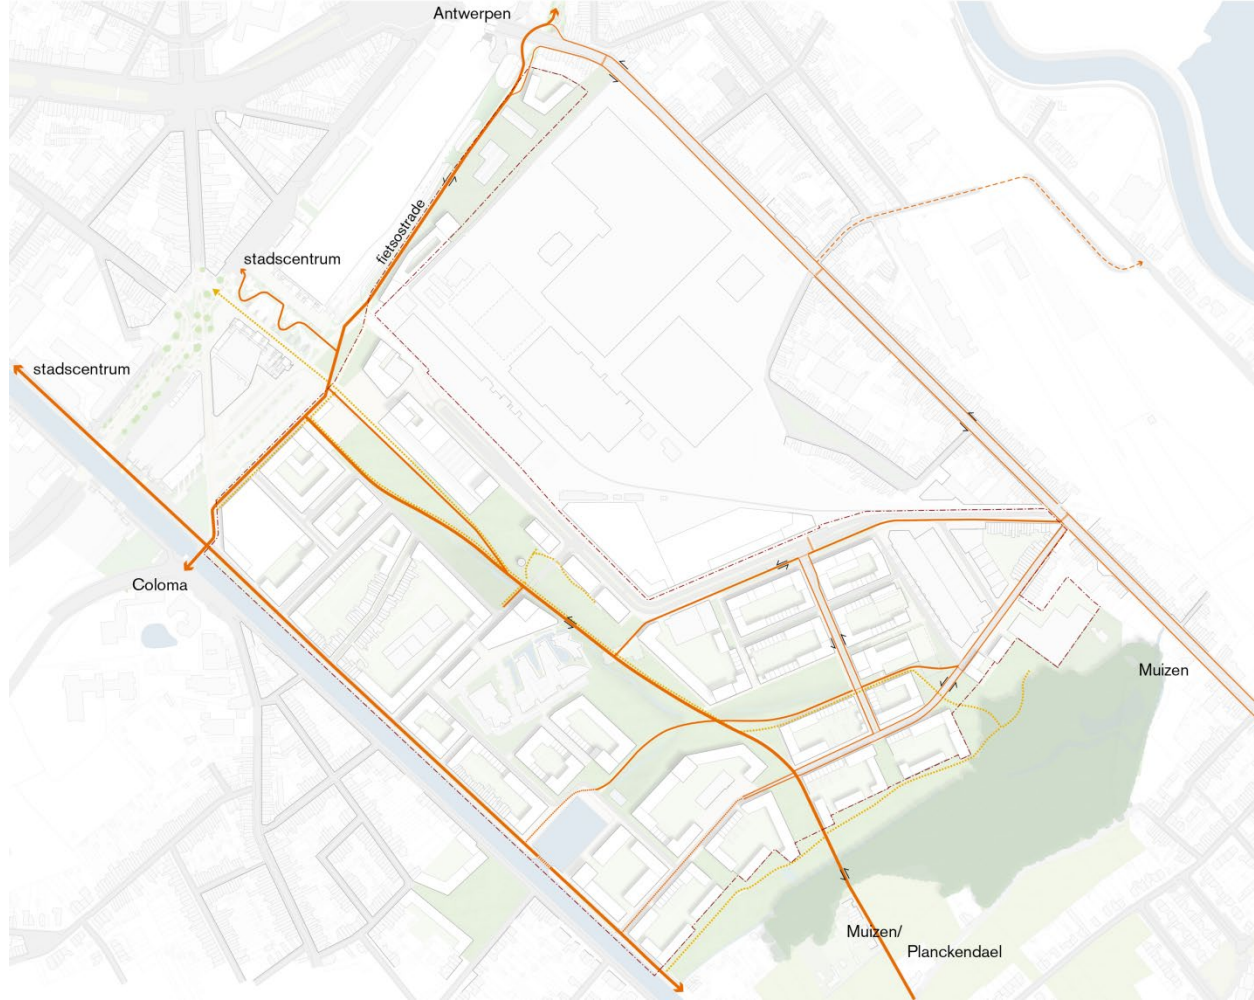 Antwerpen
fietsostrade
stadscentrum
stadscentrum
Coloma
Muizen
Muizen/
Planckendael